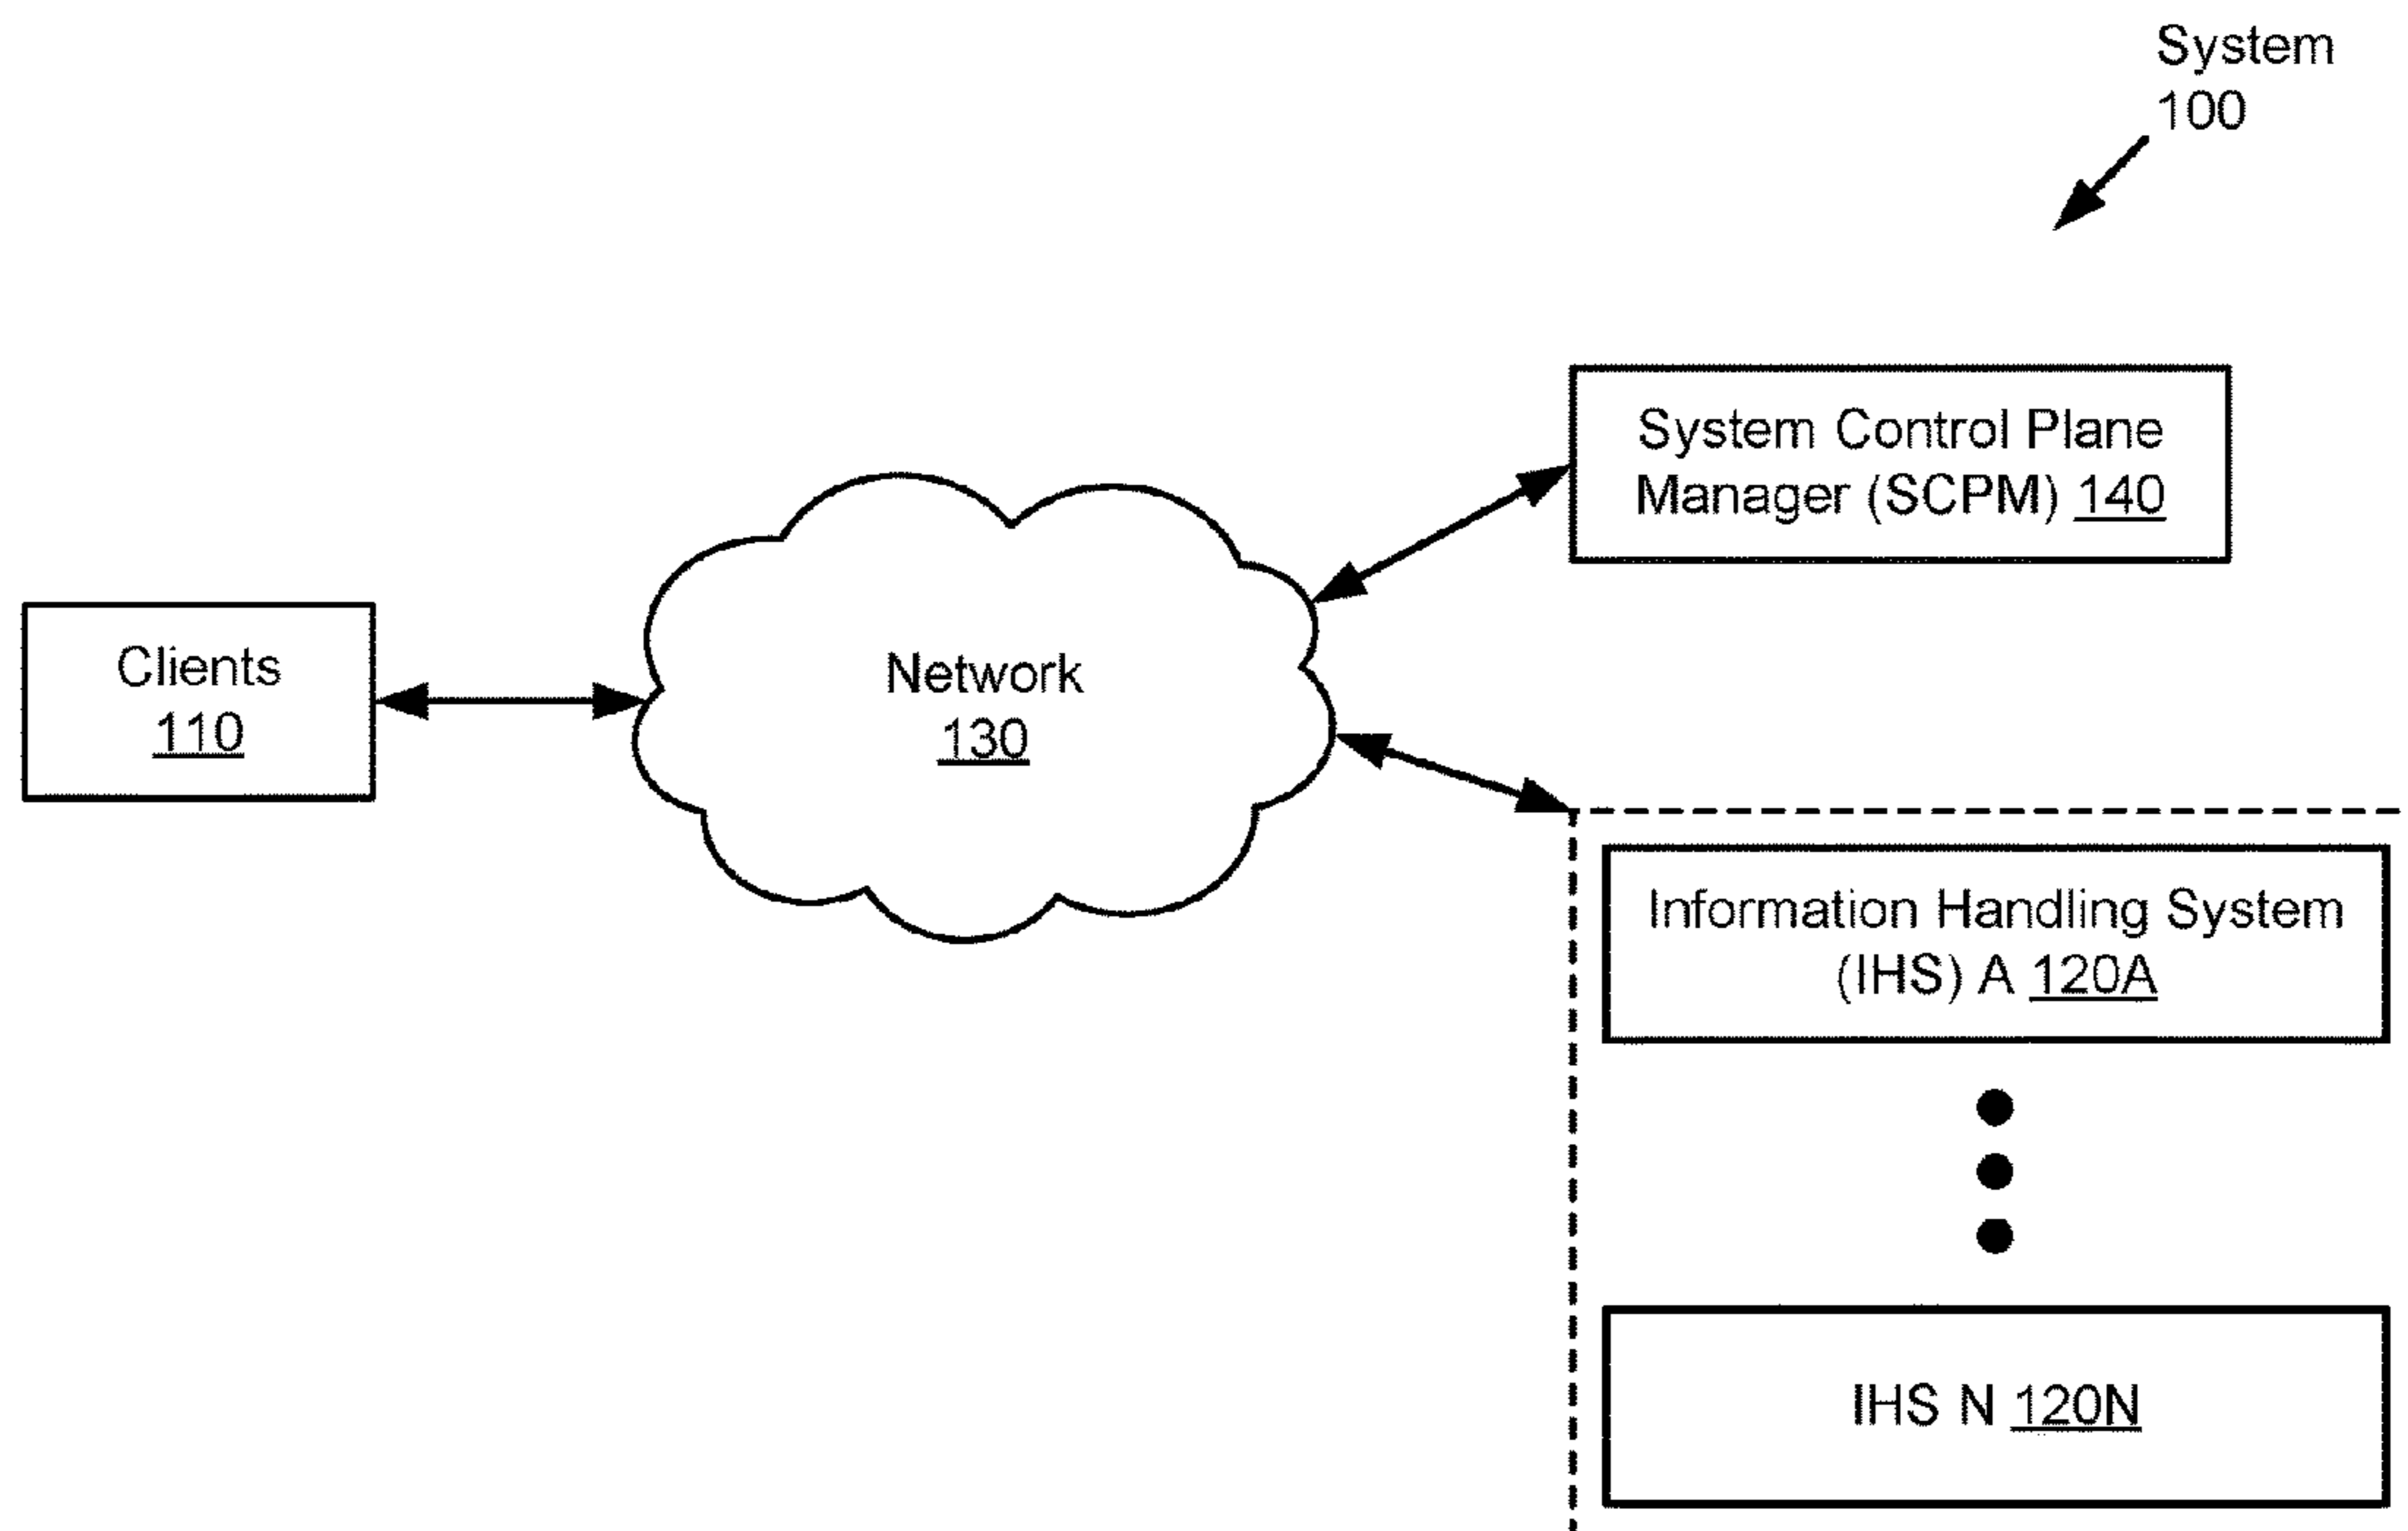 System
100
System Control Plane
Manager (SCPM) 140
Clients
110
Network
130
Information Handling System
(IHS) A 120A
IHS N 120N